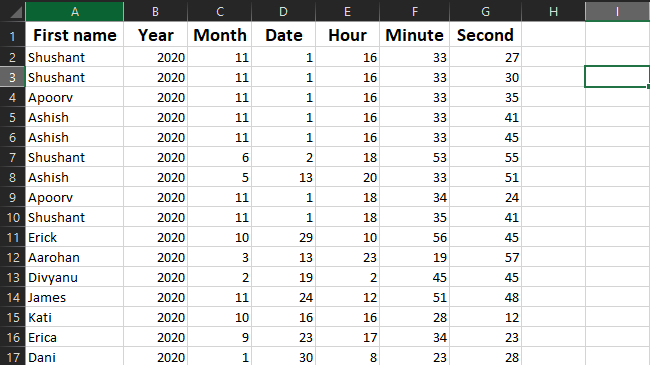 A B C D E F G H I
1 First name Year Month Date Hour Minute Second
2 Shushant 2020 11 1 16 33 27
3 Shushant 2020 11 1 16 33 30
4 Apoorv 2020 11 1 16 33 35
5 Ashish 2020 11 1 16 33 41
6 Ashish 2020 11 1 16 33 45
7 Shushant 2020 6 2 18 53 55
8 Ashish 2020 5 13 20 33 51
9 Apoorv 2020 11 1 18 34 24
10 Shushant 2020 11 1 18 35 41
11 Erick 2020 10 29 10 56 45
12 Aarohan 2020 3 13 23 19 57
13 Divyanu 2020 2 19 2 45 45
14 James 2020 11 24 12 51 48
15 Kati 2020 10 16 16 28 12
16 Erica 2020 9 23 17 34 23
17 Dani 2020 1 30 8 23 28